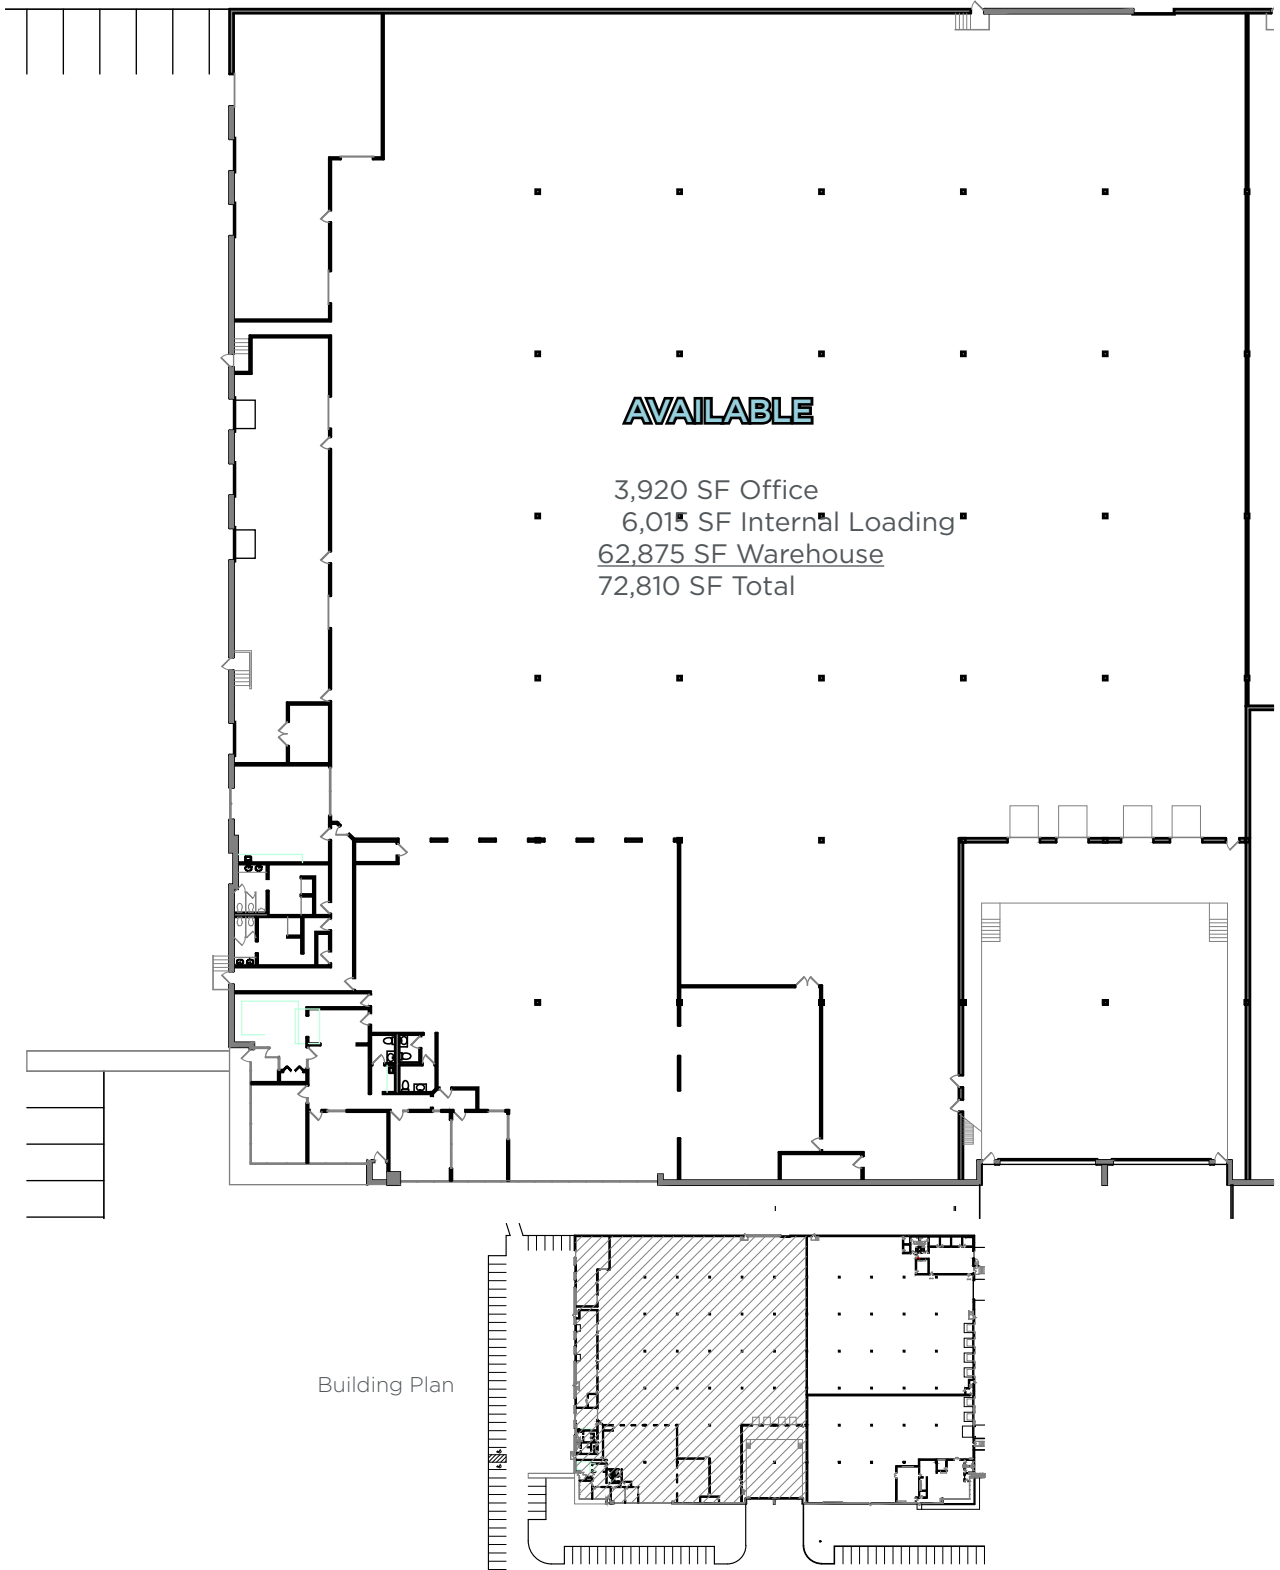 AVAILABLE
3,920 SF Office
6,015 SF Internal Loading
62,875 SF Warehouse
72,810 SF Total
Building Plan